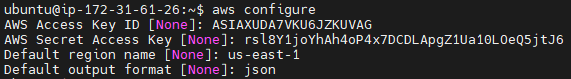 ubuntu@ip-172-31-61-26:~$ aws configure
AWS Access Key ID [None]: ASIAXUDA7VKU6JZKUVAG
AWS Secret Access Key [None]: rsl8Y1joYhAh4oP4x7DCDLApgZ1Ua10LOeQ5jtJ6
Default region name [None]: us-east-1
Default output format [None]: json